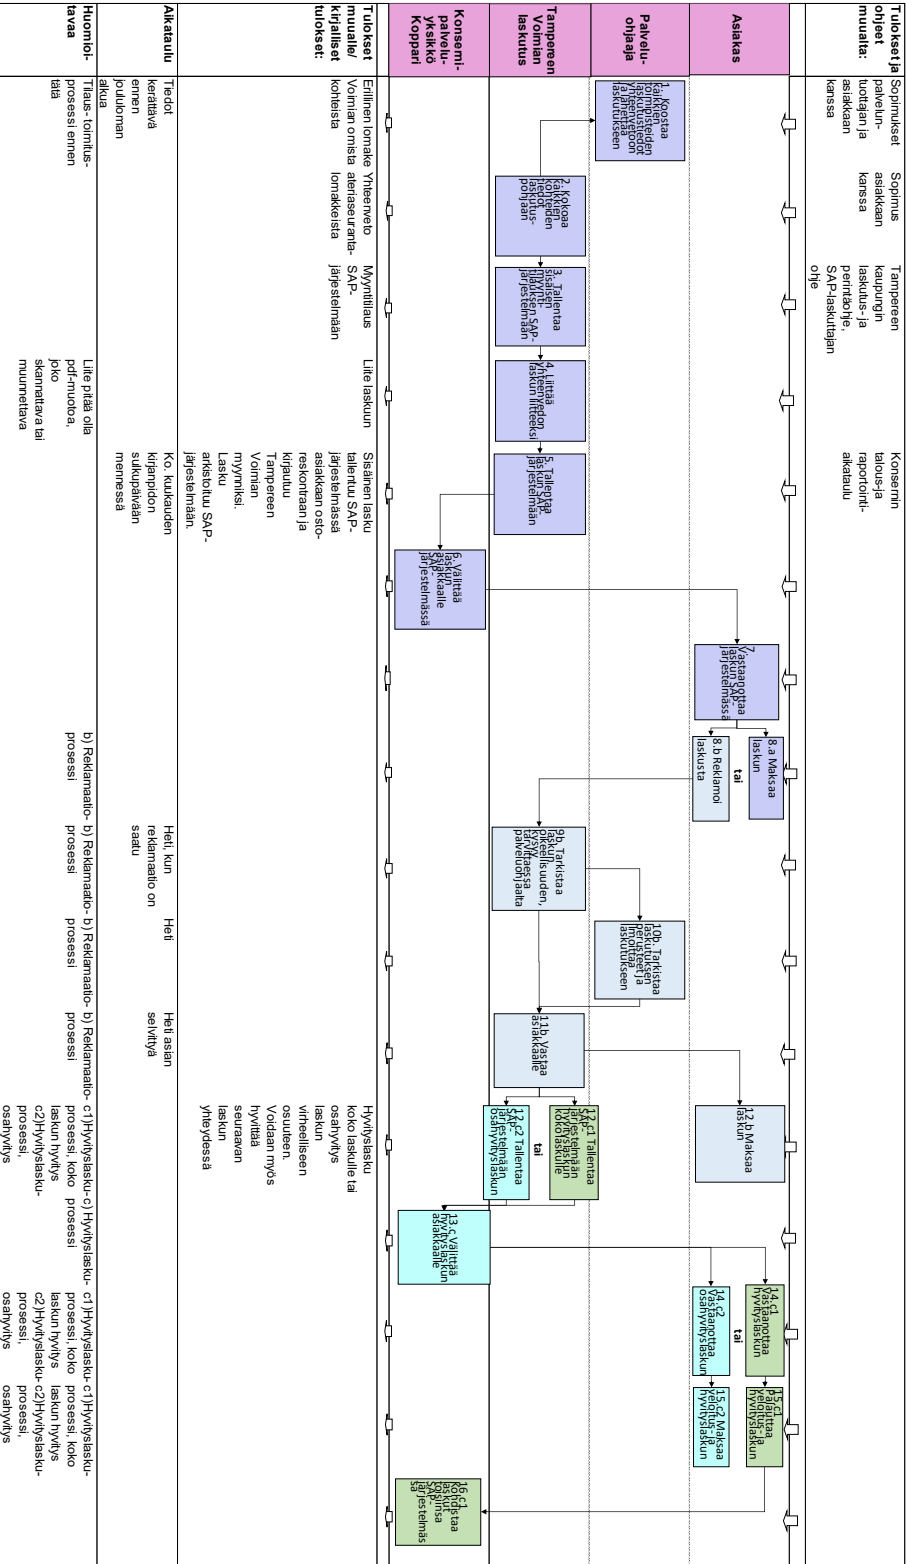 Tulokset ja
ohjeet
muualta:
Sopimukset
palvelun-
tuottajan ja
asiakkaan
kanssa
Sopimus
asiakkaan
kanssa
Tampereen
kaupungin
laskutus- ja
perintäohje,
SAP-laskuttajan
ohje
Konsernin
talous-ja
raportointi-
aikataulu
Asiakas
7.
Vastaanottaa
laskun SAP-
järjestelmässä
8.a Maksaa
laskun
tai
8.b Reklamoi
laskusta
12.b Maksaa
laskun
14.c1
Vastaanottaa
hyvityslaskun
tai
14.c2
Vastaanottaa
osahyvityslaskun
15.c1
Palauttaa
veloitus- ja
hyvityslaskun
15.c2 Maksaa
veloitus- ja
hyvityslaskun
Palvelu-
ohjaaja
1. Koostaa
kaikkien
toimipisteiden
laskutustiedot
yhteenvetoon
ja lähettää
laskutukseen
10b. Tarkistaa
laskutuksen
perusteet ja
ilmoittaa
laskutukseen
Tampereen
Voimian
laskutus
2. Kokoaa
kaikkien
kohteiden
tiedot
laskutus-
pohjaan
3. Tallentaa
sisäisen
myynti-
tilauksen SAP-
järjestelmään
4. Liittää
yhteenvedon
laskun liitteeksi
5. Tallentaa
laskun SAP-
järjestelmään
9b. Tarkistaa
laskun
oikeellisuuden,
kysyy
tarvittaessa
palveluohjaalta
11b. Vastaa
asiakkaalle
12.c1 Tallentaa
SAP-
järjestelmään
hyvityslaskun
koko laskulle
tai
12.c2 Tallentaa
SAP-
järjestelmään
osahyvityslaskun
Konserni-
palvelu-
yksikkö
Koppari
6. Välittää
laskun
asiakkaalle
SAP-
järjestelmässä
13.c Välittää
hyvityslaskun
asiakkaalle
16.c1
Kohdistaa
laskut
toisiinsa
SAP-
järjestelmäs
sä
Tulokset
muualle/
kirjalliset
tulokset:
Erillinen lomake
Voimian omista
kohteista
Yhteenveto
ateriaseuranta-
lomakkeista
Myyntitilaus
SAP-
järjestelmään
Liite laskuun
Sisäinen lasku
tallentuu SAP-
järjestelmässä
asiakkaan osto-
reskontraan ja
kirjautuu
Tampereen
Voimian
myynniksi.
Lasku
arkistoituu SAP-
järjestelmään.
Hyvityslasku
koko laskulle tai
osahyvitys
laskun
virheelliseen
osuuteen.
Voidaan myös
hyvittää
seuraavan
laskun
yhteydessä
Aikataulu
Tiedot
kerättävä
ennen
joululoman
alkua
Ko. kuukauden
kirjanpidon
sulkupäivään
mennessä
Heti, kun
reklamaatio on
saatu
Heti
Heti asian
selvittyä
Huomioi-
tavaa
Tilaus- toimitus-
prosessi ennen
tätä
Liite pitää olla
pdf-muotoa,
joko
skannattava tai
muunnettava
b) Reklamaatio-
prosessi
b) Reklamaatio-
prosessi
b) Reklamaatio-
prosessi
b) Reklamaatio-
prosessi
c1)Hyvityslasku-
prosessi, koko
laskun hyvitys
c2)Hyvityslasku-
prosessi,
osahyvitys
c) Hyvityslasku-
prosessi
c1)Hyvityslasku-
prosessi, koko
laskun hyvitys
c2)Hyvityslasku-
prosessi,
osahyvitys
c1)Hyvityslasku-
prosessi, koko
laskun hyvitys
c2)Hyvityslasku-
prosessi,
osahyvitys